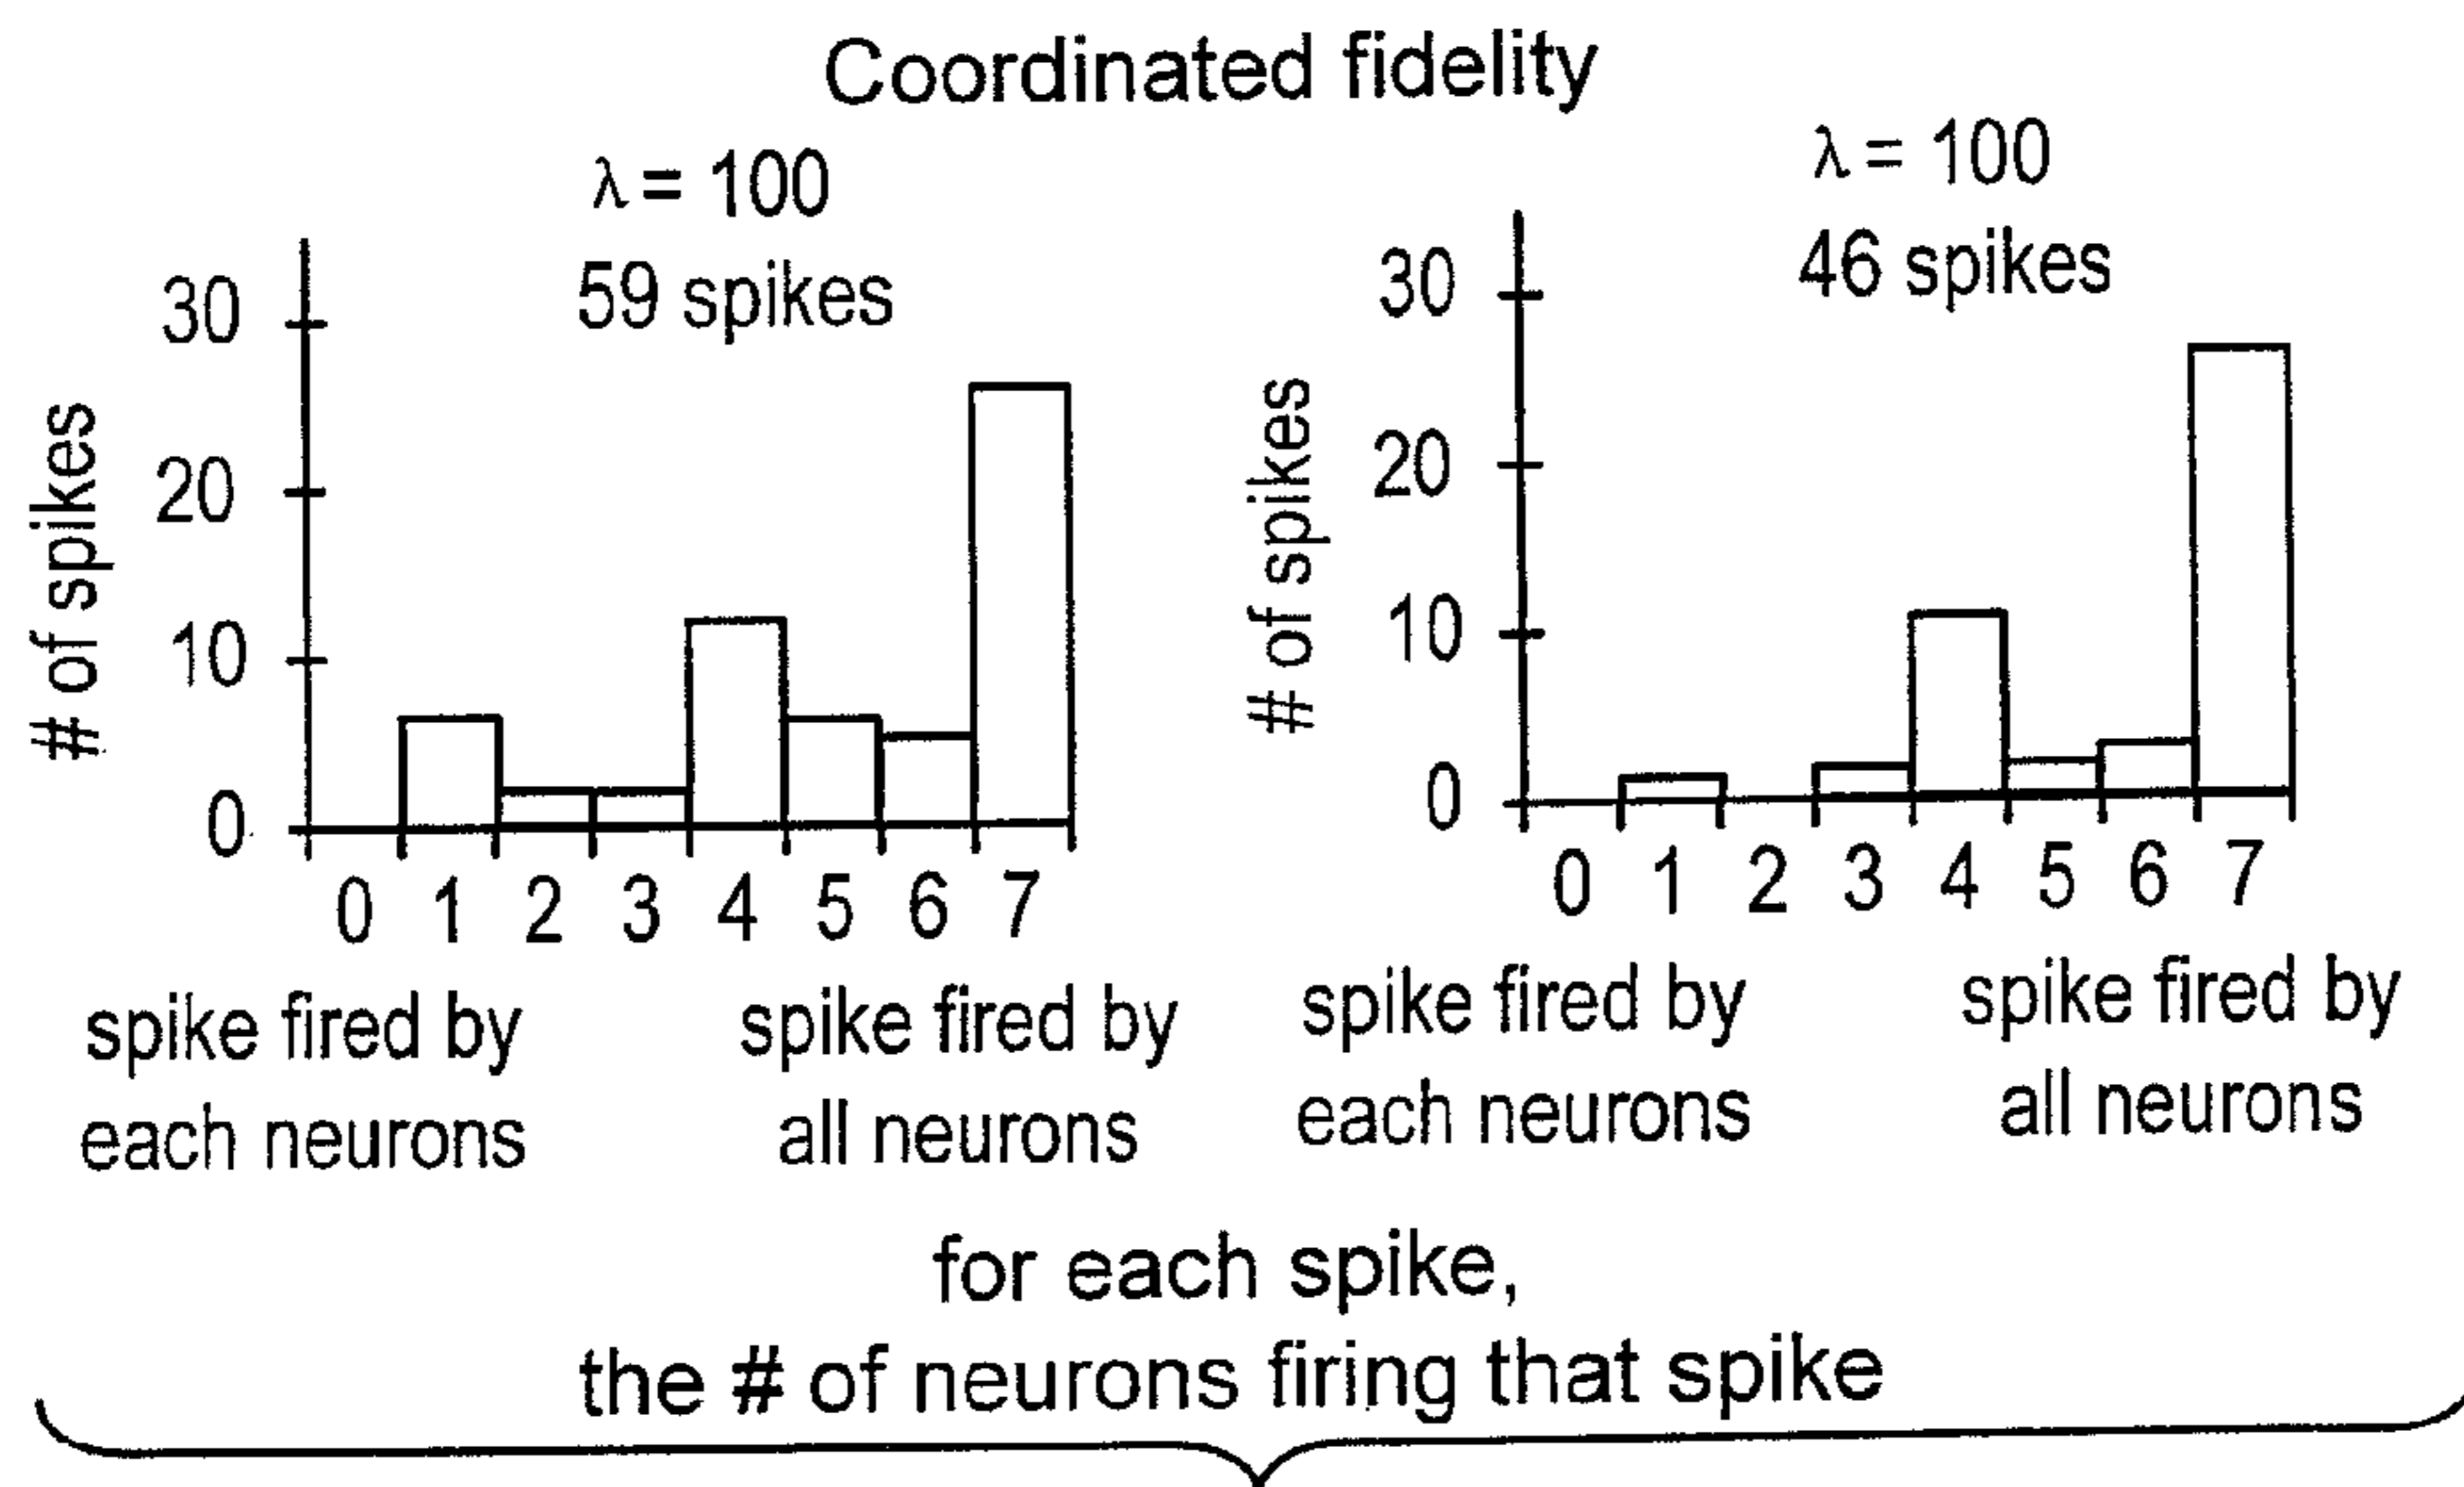 Coordinated fidelity
λ = 100
59 spikes
# of spikes
30
20
10
0
0 1 2 3 4 5 6 7
spike fired by
each neurons
spike fired by
all neurons
λ = 100
46 spikes
# of spikes
30
20
10
0
0 1 2 3 4 5 6 7
spike fired by
each neurons
spike fired by
all neurons
for each spike,
the # of neurons firing that spike